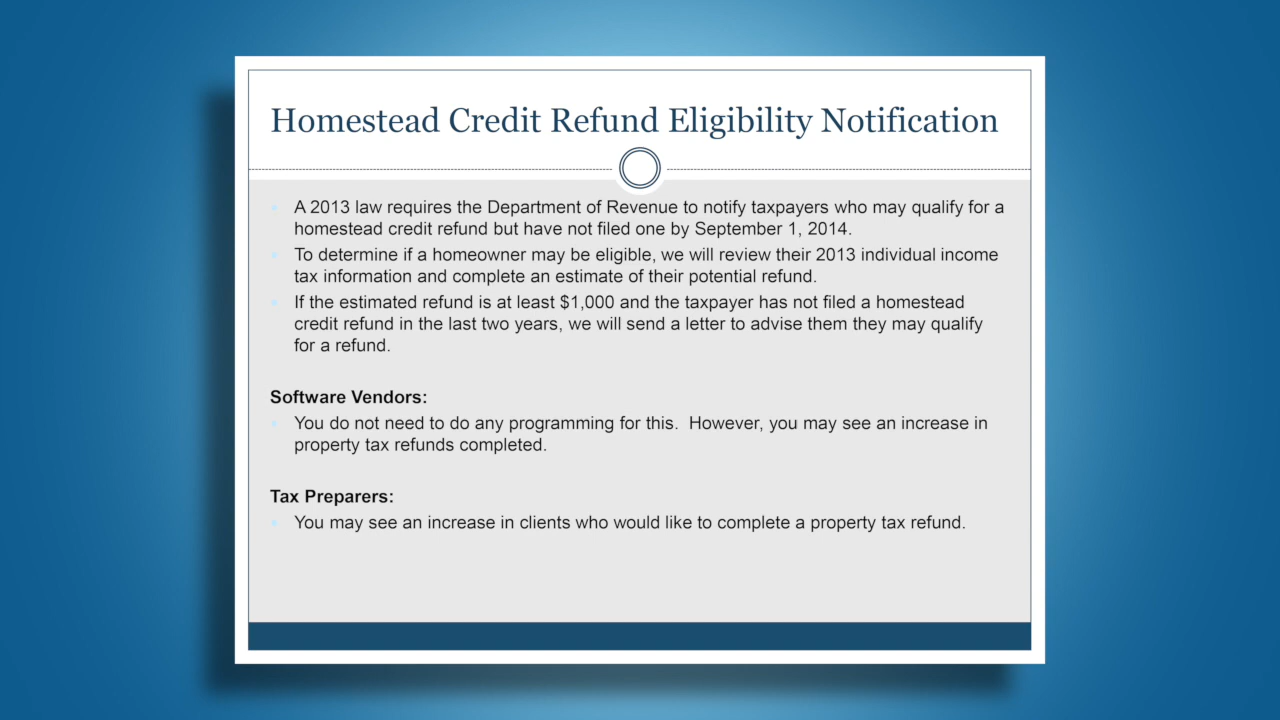 Homestead Credit Refund Eligibility Notification
A 2013 law requires the Department of Revenue to notify taxpayers who may qualify for a
homestead credit refund but have not filed one by September 1, 2014.
To determine if a homeowner may be eligible, we will review their 2013 individual income
tax information and complete an estimate of their potential refund.
If the estimated refund is at least $1,000 and the taxpayer has not filed a homestead
credit refund in the last two years, we will send a letter to advise them they may qualify
for a refund.
Software Vendors:
You do not need to do any programming for this.  However, you may see an increase in
property tax refunds completed.
Tax Preparers:
You may see an increase in clients who would like to complete a property tax refund.